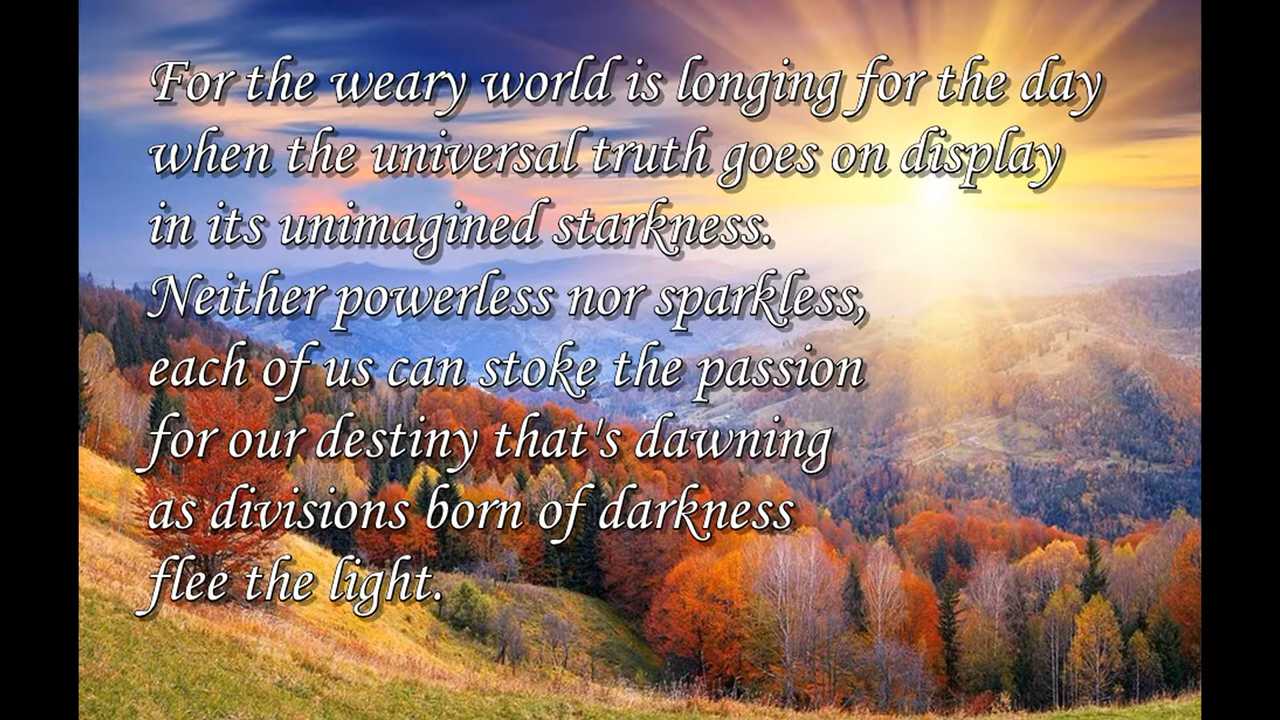 For the weary world is longing for the day
when the universal truth goes on display
in its unimagined starkness.
Neither powerless nor sparkless,
each of us can stoke the passion
for our destiny that's dawning
as divisions born of darkness
flee the light.